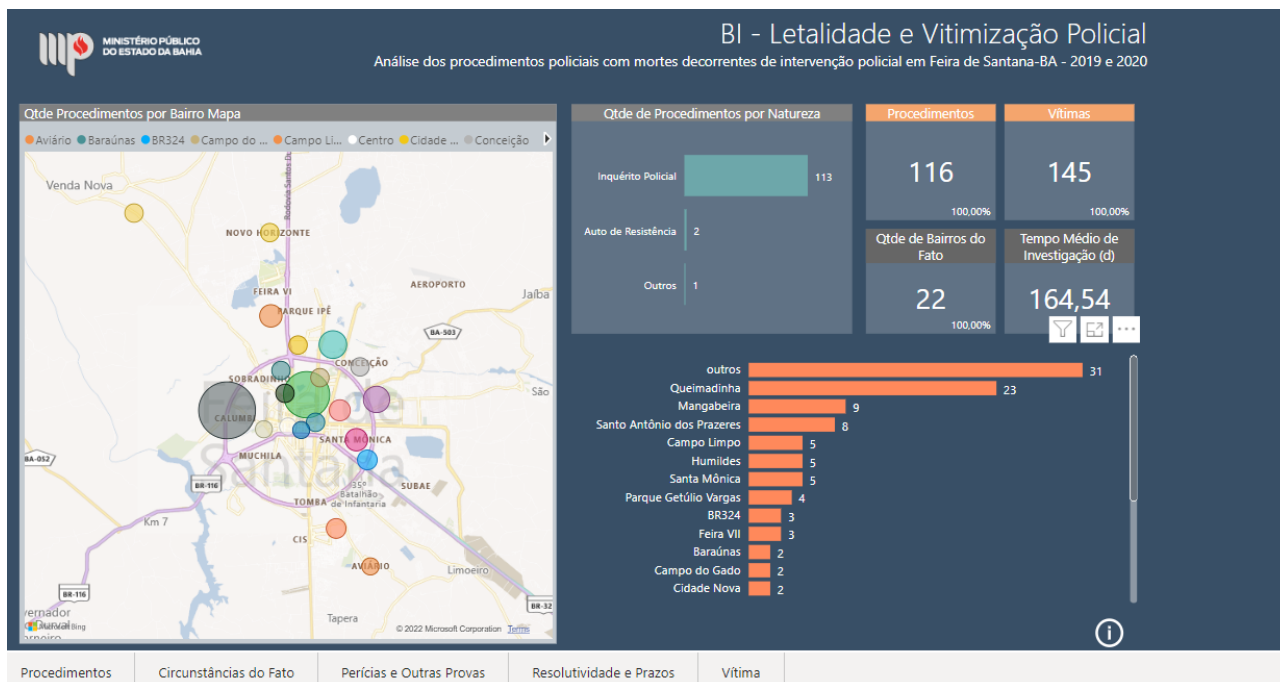 MINISTÉRIO PÚBLICO
DO ESTADO DA BAHIA
BI - Letalidade e Vitimização Policial
Análise dos procedimentos policiais com mortes decorrentes de intervenção policial em Feira de Santana-BA - 2019 e 2020
Qtde Procedimentos por Bairro Mapa
Aviário Baraúnas BR324 Campo do ... Campo Li... Centro Cidade ... Conceição
Venda Nova
Rodovia Santos Du
NOVO HORIZONTE
FEIRA VI
PARQUE IPÊ
AEROPORTO
Jaíba
BA-503
CONCEIÇÃO
SOBRADINHO
São
Feira de
Santana
CALUMBI
SANTA MÔNICA
MUCHILA
BA-052
BR-116
35º
Batalhão
de Infantaria
SUBAE
TOMBA
Km 7
CIS
AVIÁRIO
Limoeiro
BR-116
BR-32
Tapera
© 2022 Microsoft Corporation Terms
Qtde de Procedimentos por Natureza
Inquérito Policial 113
Auto de Resistência 2
Outros 1
Procedimentos
116
100,00%
Vítimas
145
100,00%
Qtde de Bairros do
Fato
22
100,00%
Tempo Médio de
Investigação (d)
164,54
outros 31
Queimadinha 23
Mangabeira 9
Santo Antônio dos Prazeres 8
Campo Limpo 5
Humildes 5
Santa Mônica 5
Parque Getúlio Vargas 4
BR324 3
Feira VII 3
Baraúnas 2
Campo do Gado 2
Cidade Nova 2
Procedimentos
Circunstâncias do Fato
Perícias e Outras Provas
Resolutividade e Prazos
Vítima